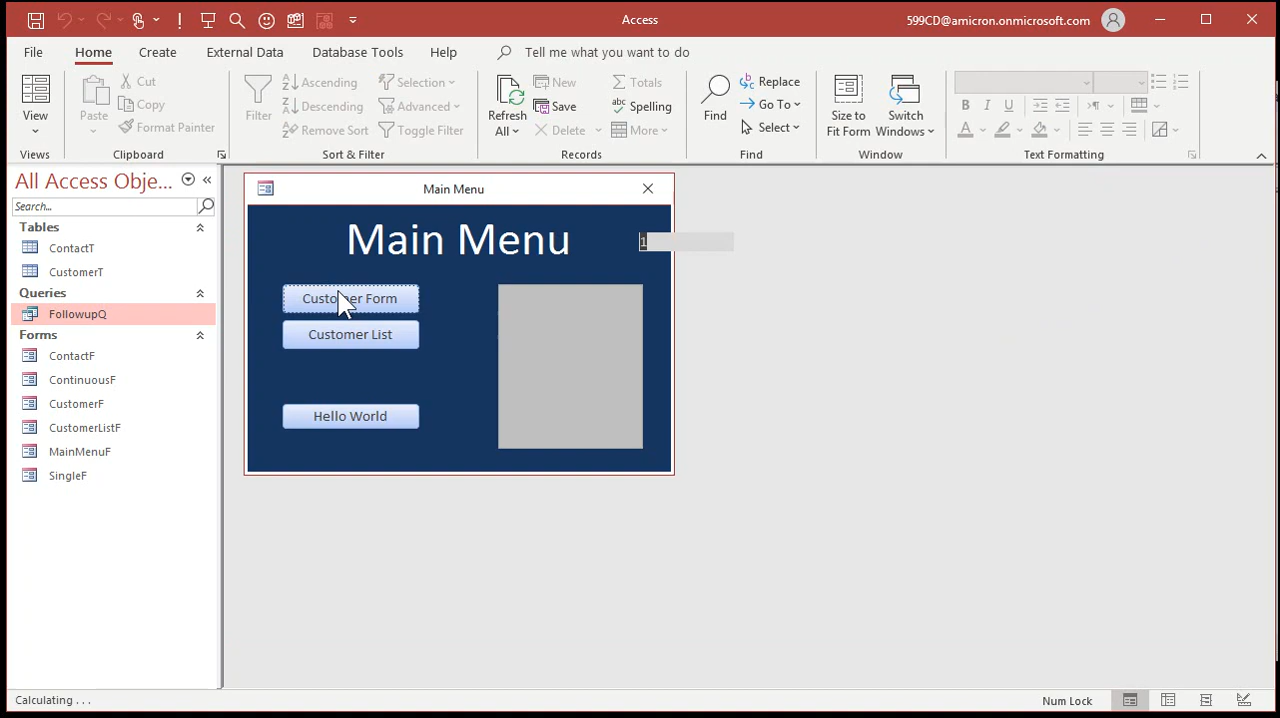 Access
599CD@amicron.onmicrosoft.com
File Home Create External Data Database Tools Help Tell me what you want to do
View
Views
Paste
Cut
Copy
Format Painter
Clipboard
Filter
Ascending
Descending
Remove Sort
Selection
Advanced
Toggle Filter
Sort & Filter
Refresh
All
New
Save
Delete
Totals
Spelling
More
Records
Find
Replace
Go To
Select
Find
Size to
Fit Form
Switch
Windows
Window
B I U
A
Text Formatting
All Access Obje...
Search...
Tables
ContactT
CustomerT
Queries
FollowupQ
Forms
ContactF
ContinuousF
CustomerF
CustomerListF
MainMenuF
SingleF
Main Menu
Main Menu
1
Customer Form
Customer List
Hello World
Calculating . . .
Num Lock